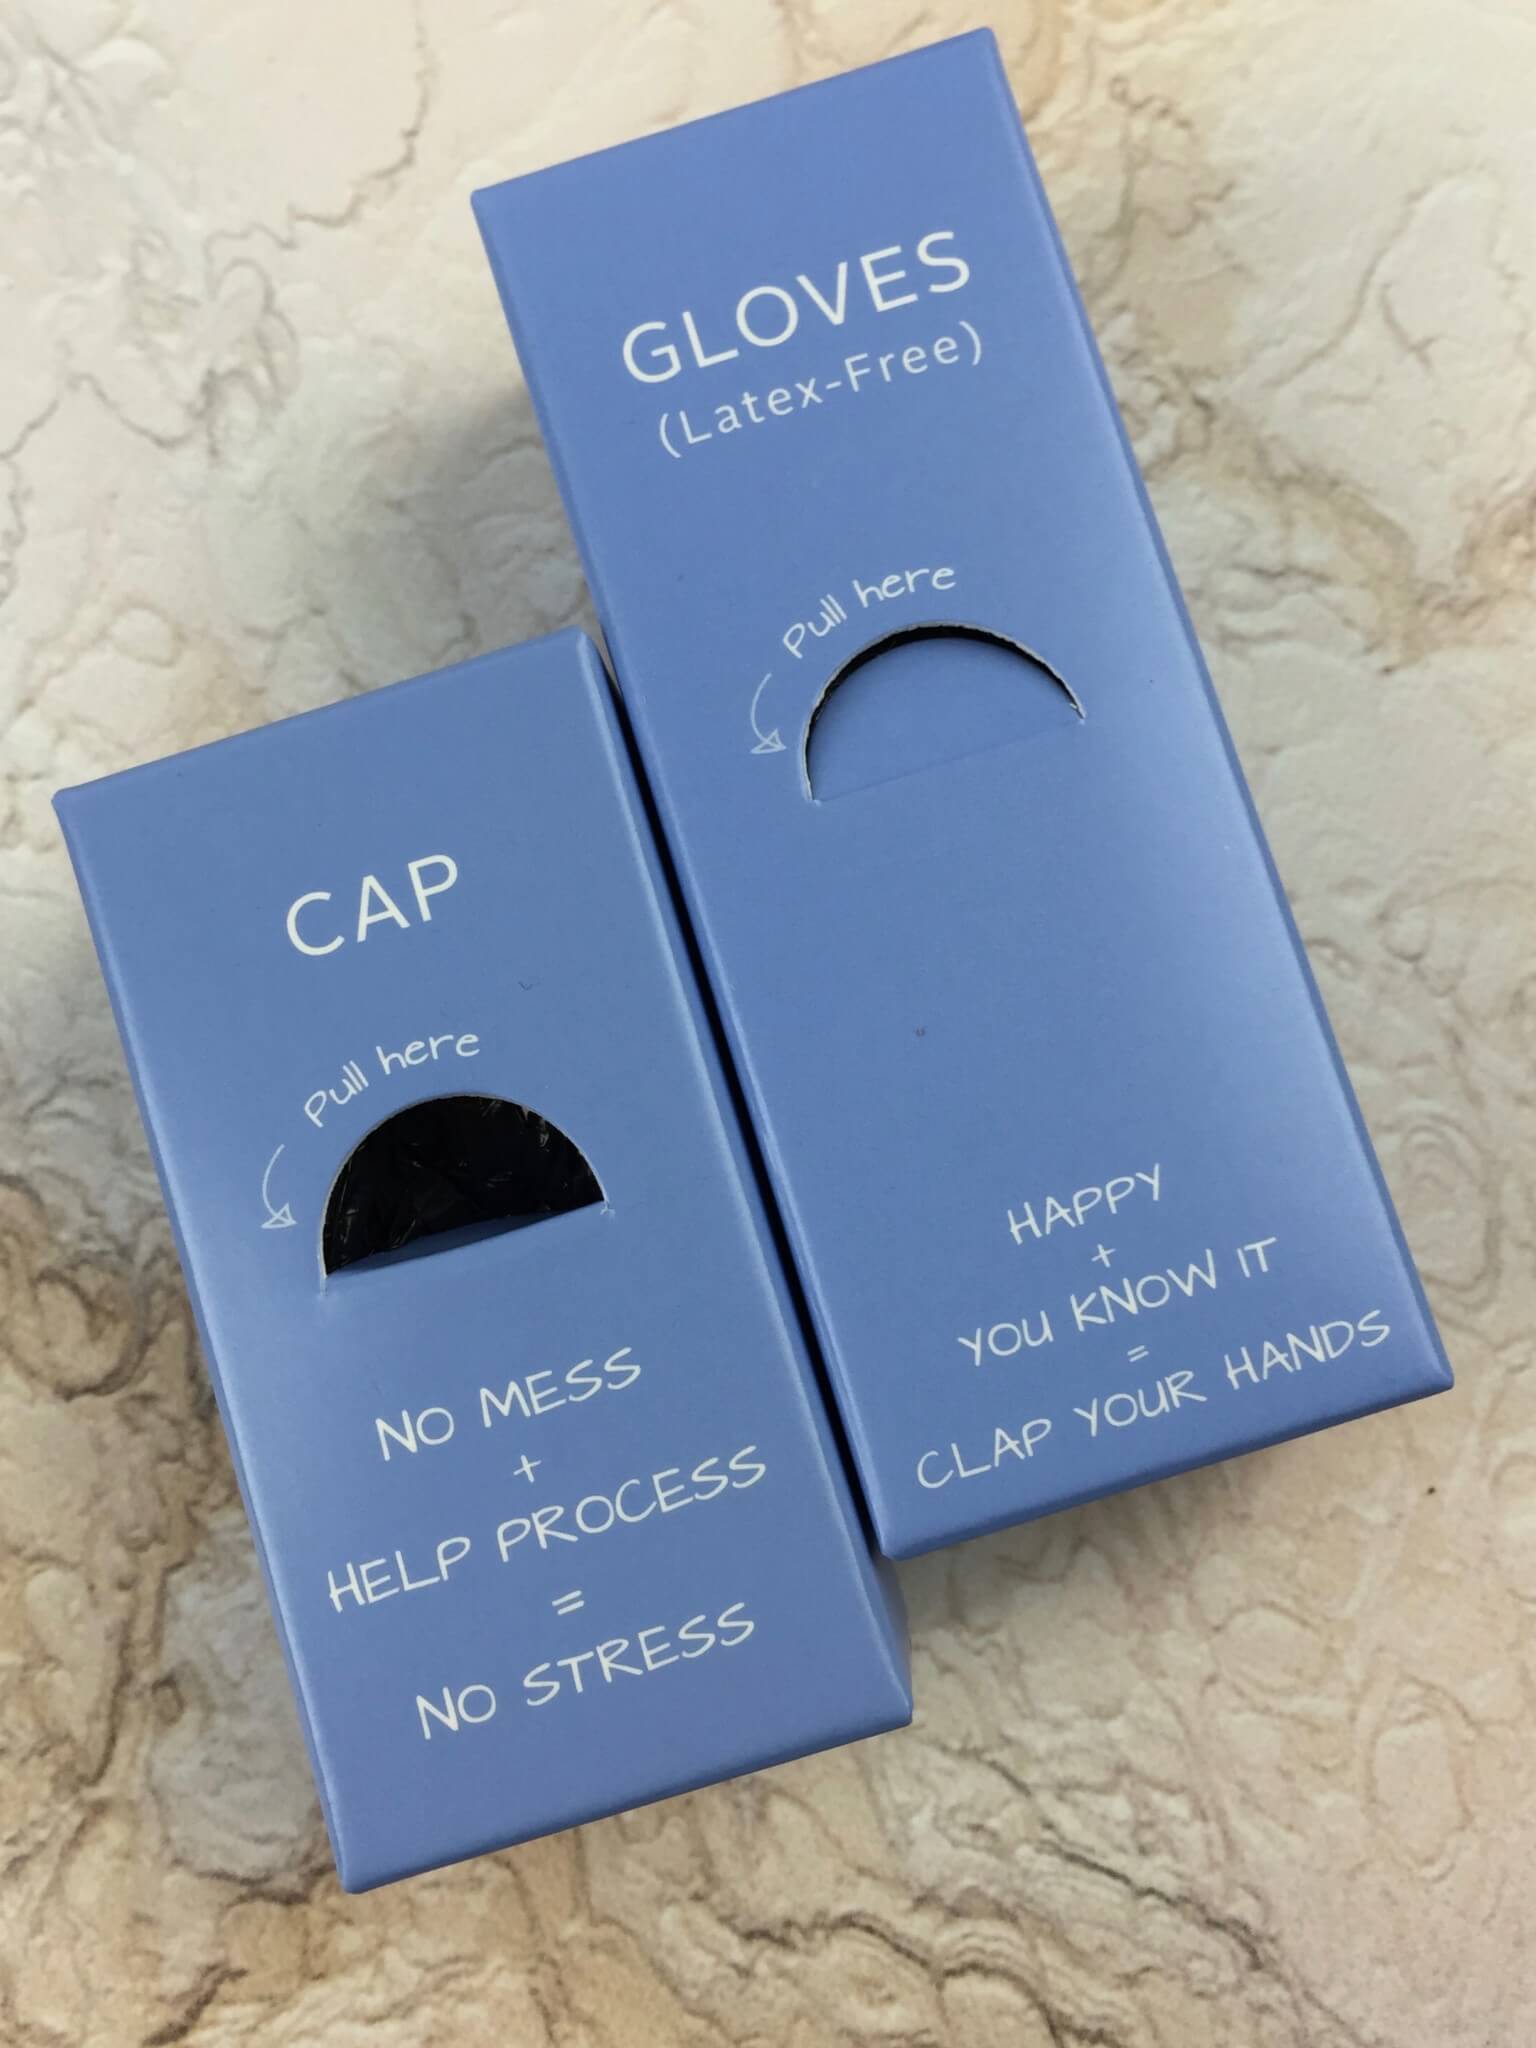 GLOVES
(Latex-Free)
Pull here
HAPPY
+
YOU KNOW IT
=
CLAP YOUR HANDS
CAP
Pull here
NO MESS
+
HELP PROCESS
=
NO STRESS